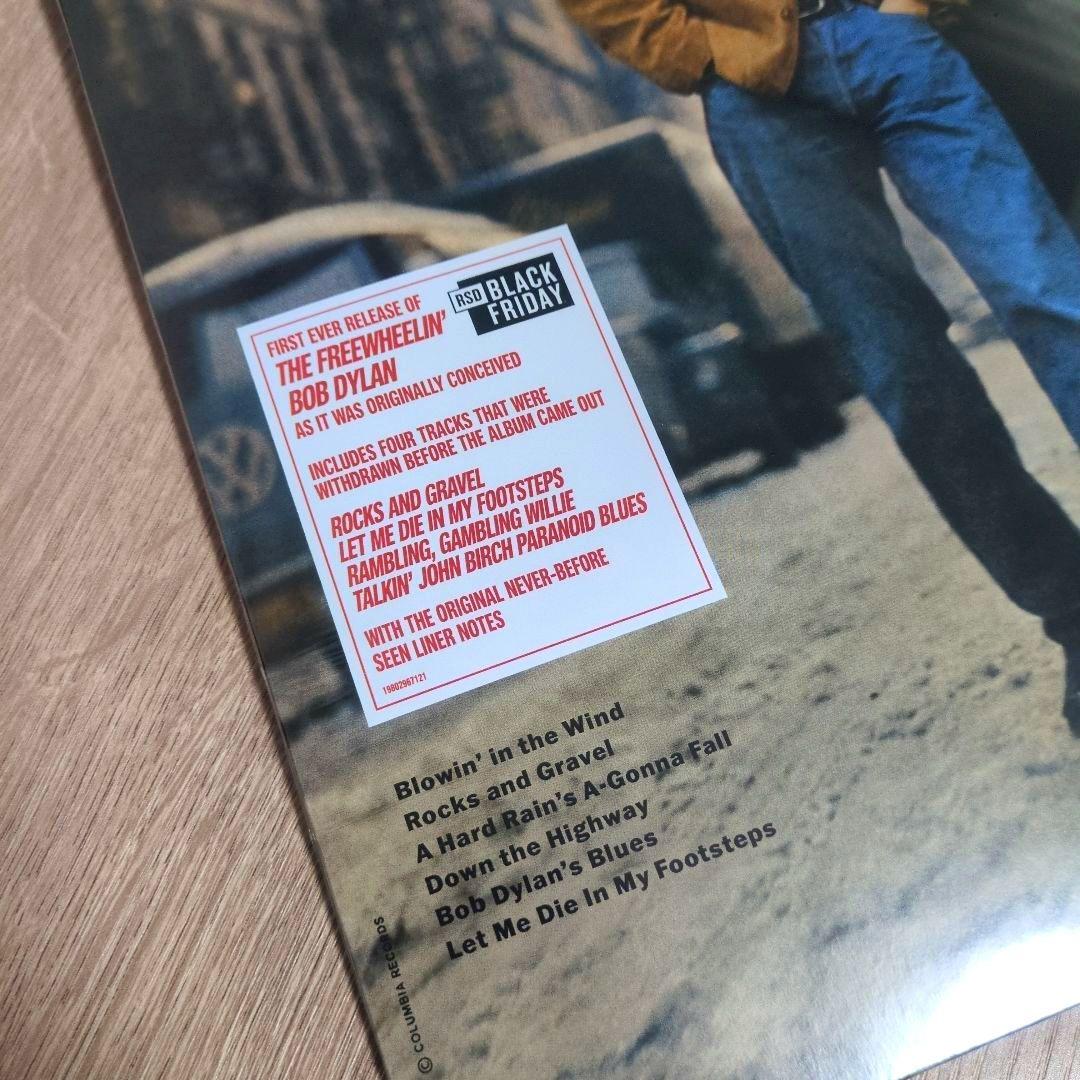 FIRST EVER RELEASE OF
THE FREEWHEELIN'
BOB DYLAN
AS IT WAS ORIGINALLY CONCEIVED
RSD BLACK
FRIDAY
INCLUDES FOUR TRACKS THAT WERE
WITHDRAWN BEFORE THE ALBUM CAME OUT
ROCKS AND GRAVEL
LET ME DIE IN MY FOOTSTEPS
RAMBLING, GAMBLING WILLIE
TALKIN' JOHN BIRCH PARANOID BLUES
WITH THE ORIGINAL NEVER-BEFORE
SEEN LINER NOTES
19802967121
Blowin' in the Wind
Rocks and Gravel
A Hard Rain's A-Gonna Fall
Down the Highway
Bob Dylan's Blues
Let Me Die In My Footsteps
© COLUMBIA RECORDS